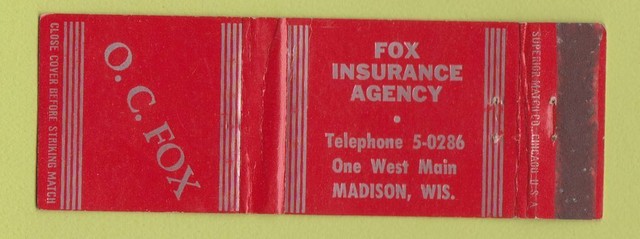 CLOSE COVER BEFORE STRIKING MATCH
O. C. FOX
FOX
INSURANCE
AGENCY
•
Telephone 5-0286
One West Main
MADISON, WIS.
SUPERIOR MATCH CO. CHICAGO U.S.A.